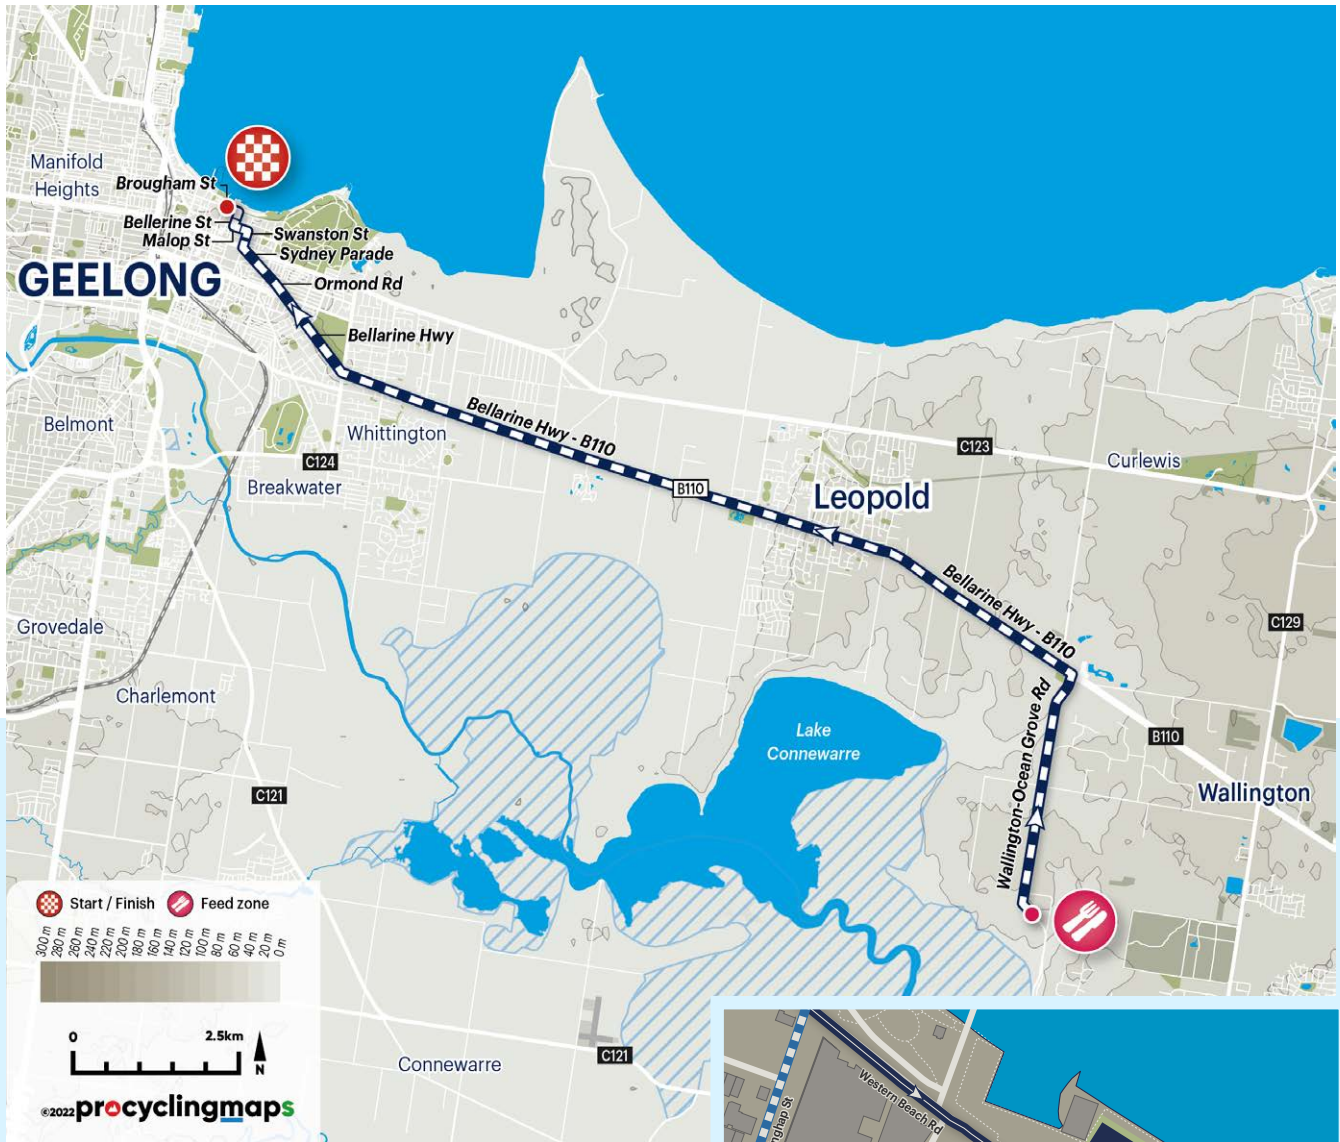 Manifold
Heights
Brougham St
Bellerine St
Malop St
Swanston St
Sydney Parade
GEELONG
Ormond Rd
Bellarine Hwy
Belmont
Whittington
Bellarine Hwy - B110
C123
Curlewis
C124
Breakwater
B110
Leopold
Bellarine Hwy - B110
Grovedale
C129
Charlemont
Wallington-Ocean Grove Rd
Lake
Connewarre
B110
C121
Wallington
Start / Finish
Feed zone
300 m
280 m
260 m
240 m
220 m
200 m
180 m
160 m
140 m
120 m
100 m
80 m
60 m
40 m
20 m
0 m
0
2.5km
N
Connewarre
C121
©2022 procyclingmaps
Western Beach Rd